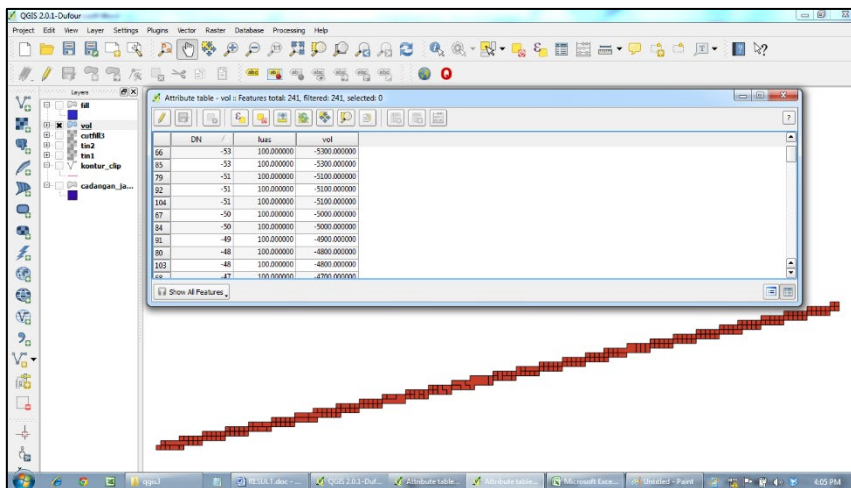 QGIS 2.0.1-Dufour
Project Edit View Layer Settings Plugins Vector Raster Database Processing Help
Layers
fill
vol
cutfill3
tin2
tin1
kontur_clip
cadangan_ja...
Attribute table - vol :: Features total: 241, filtered: 241, selected: 0
?
DN luas vol
66 -53 100.000000 -5300.000000
85 -53 100.000000 -5300.000000
79 -51 100.000000 -5100.000000
92 -51 100.000000 -5100.000000
104 -51 100.000000 -5100.000000
67 -50 100.000000 -5000.000000
84 -50 100.000000 -5000.000000
91 -49 100.000000 -4900.000000
80 -48 100.000000 -4800.000000
103 -48 100.000000 -4800.000000
68 -47 100.000000 -4700.000000
Show All Features
qgis3 RESULT.doc - ... QGIS 2.0.1-Duf... Attribute table... Attribute table... Microsoft Exce... Untitled - Paint 4:05 PM